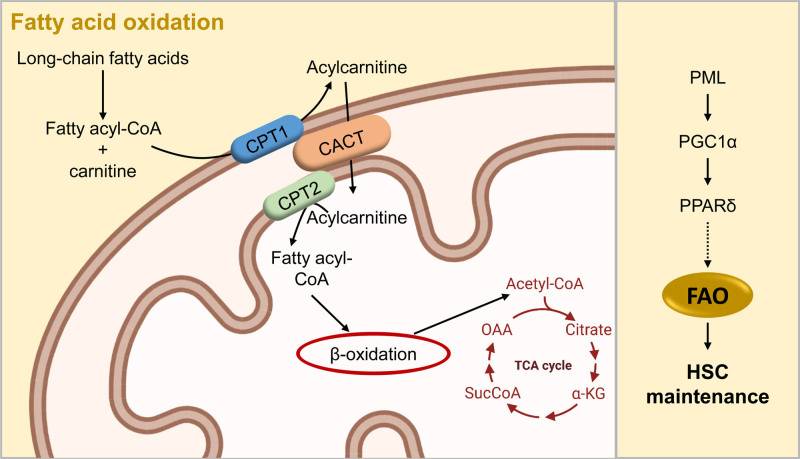 Fatty acid oxidation
Long-chain fatty acids
Fatty acyl-CoA
+
carnitine
CPT1
Acylcarnitine
CACT
CPT2
Acylcarnitine
Fatty acyl-
CoA
β-oxidation
Acetyl-CoA
OAA
Citrate
TCA cycle
SucCoA
α-KG
PML
PGC1α
PPARδ
FAO
HSC
maintenance